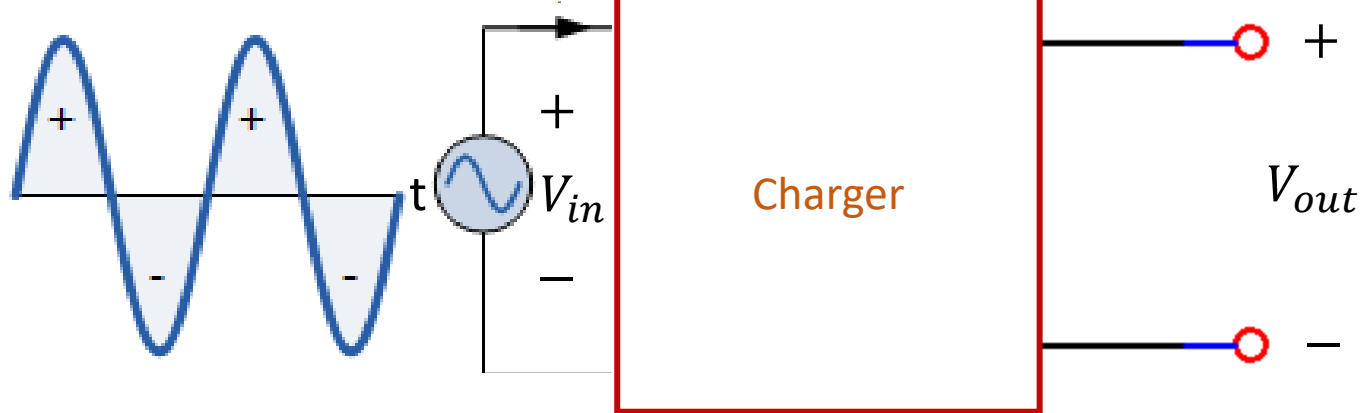 +
+
-
-
t
+
V_in
−
Charger
+
V_out
−